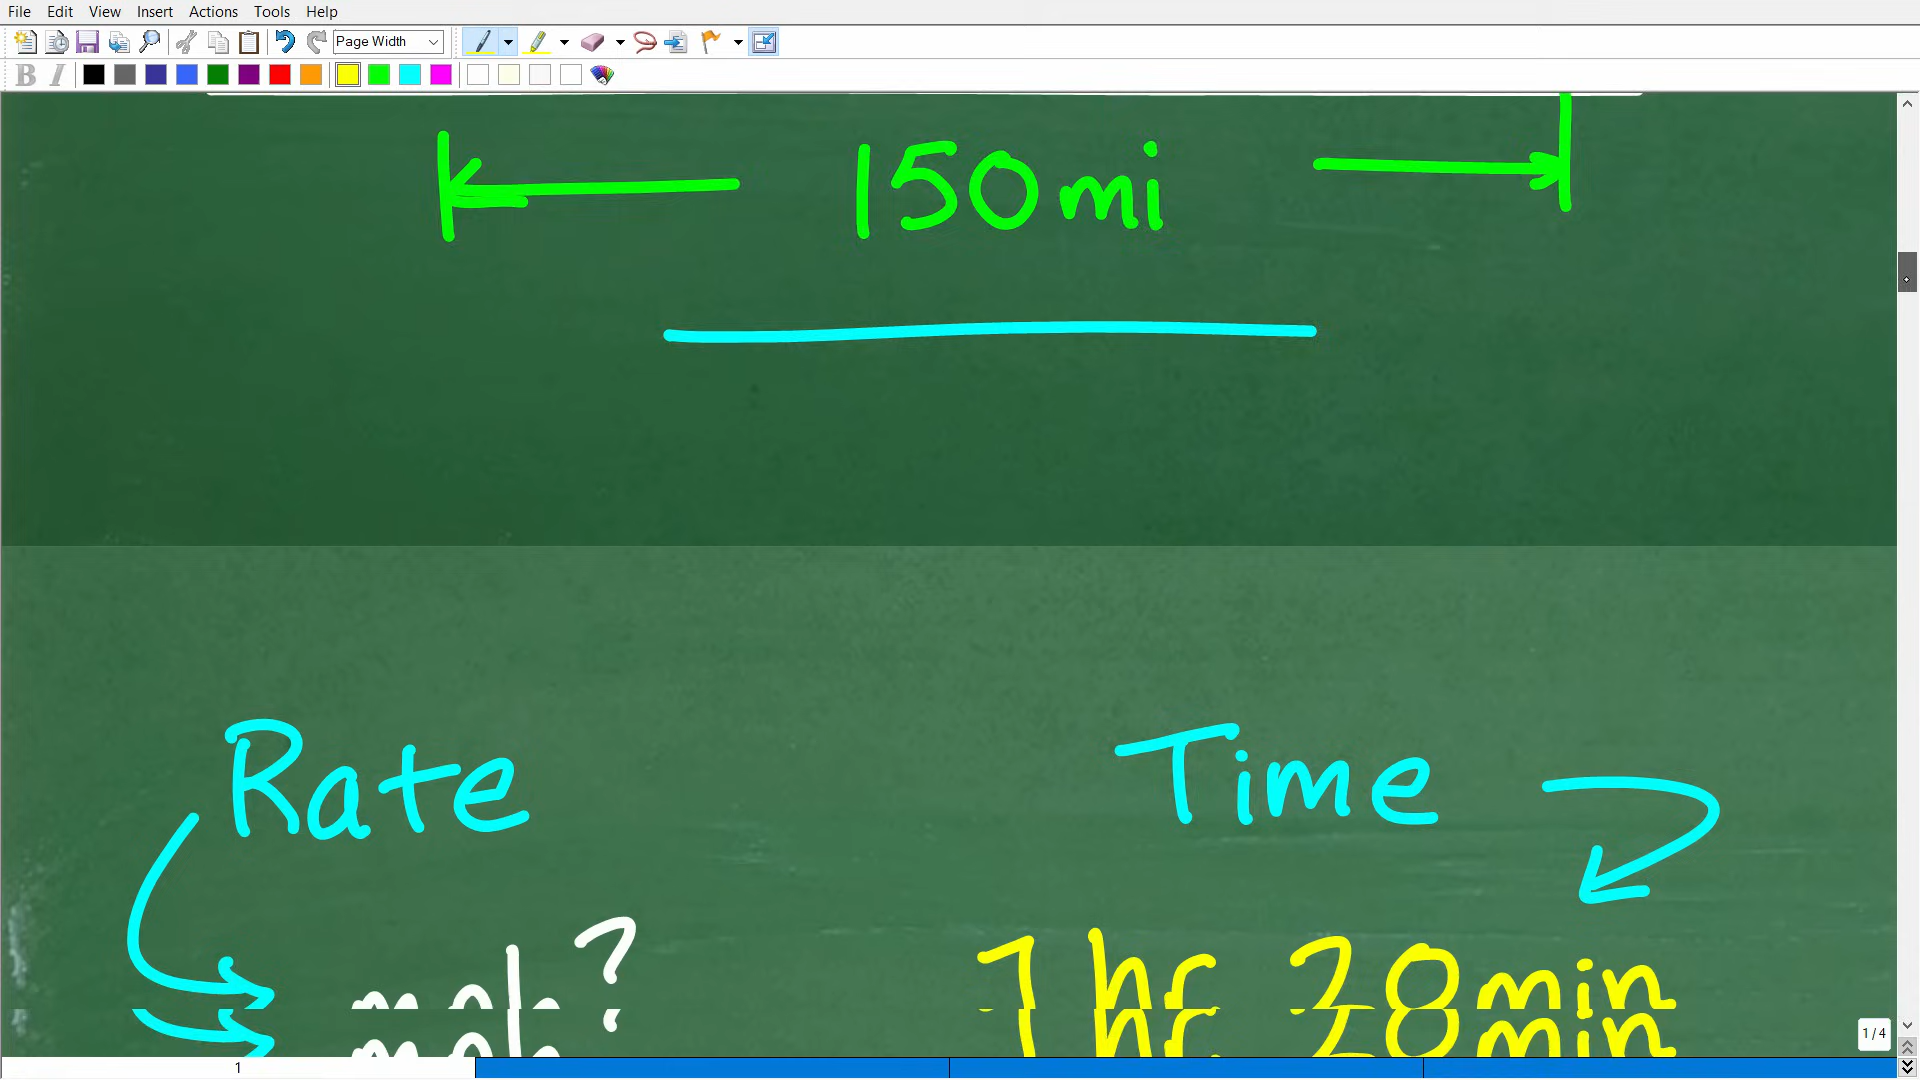 File Edit View Insert Actions Tools Help
Page Width
B I
150 mi
Rate Time
mph? 1 hr 20 min
1 / 4
1